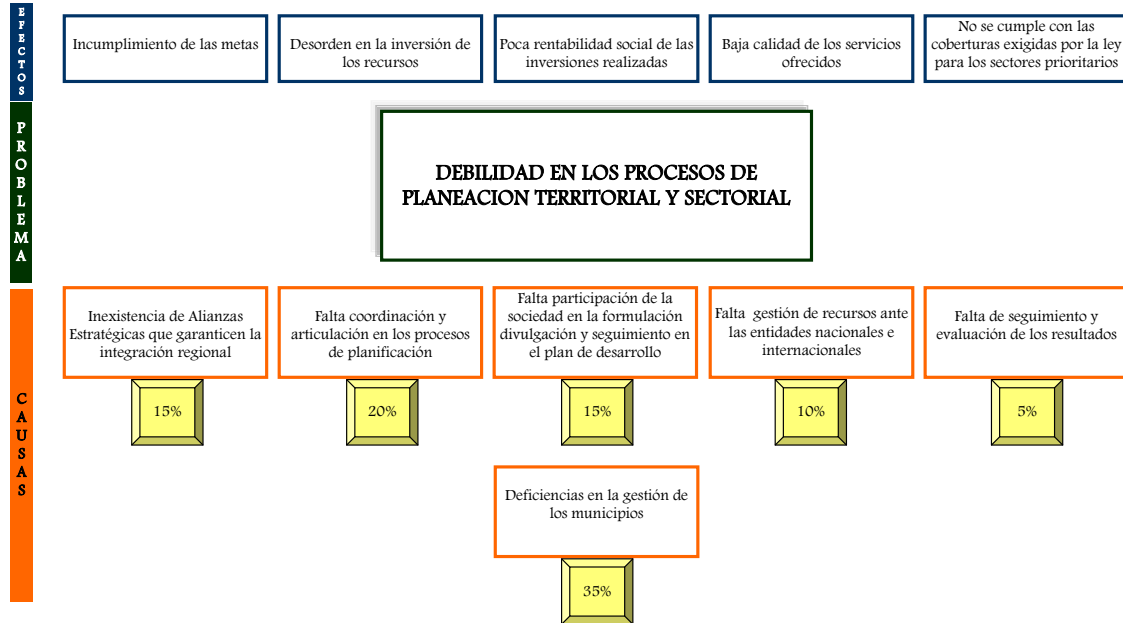 EFECTOS
Incumplimiento de las metas
Desorden en la inversión de
los recursos
Poca rentabilidad social de las
inversiones realizadas
Baja calidad de los servicios
ofrecidos
No se cumple con las
coberturas exigidas por la ley
para los sectores prioritarios
PROBLEMA
DEBILIDAD EN LOS PROCESOS DE
PLANEACION TERRITORIAL Y SECTORIAL
CAUSAS
Inexistencia de Alianzas
Estratégicas que garanticen la
integración regional
15%
Falta coordinación y
articulación en los procesos
de planificación
20%
Falta participación de la
sociedad en la formulación
divulgación y seguimiento en
el plan de desarrollo
15%
Falta gestión de recursos ante
las entidades nacionales e
internacionales
10%
Falta de seguimiento y
evaluación de los resultados
5%
Deficiencias en la gestión de
los municipios
35%